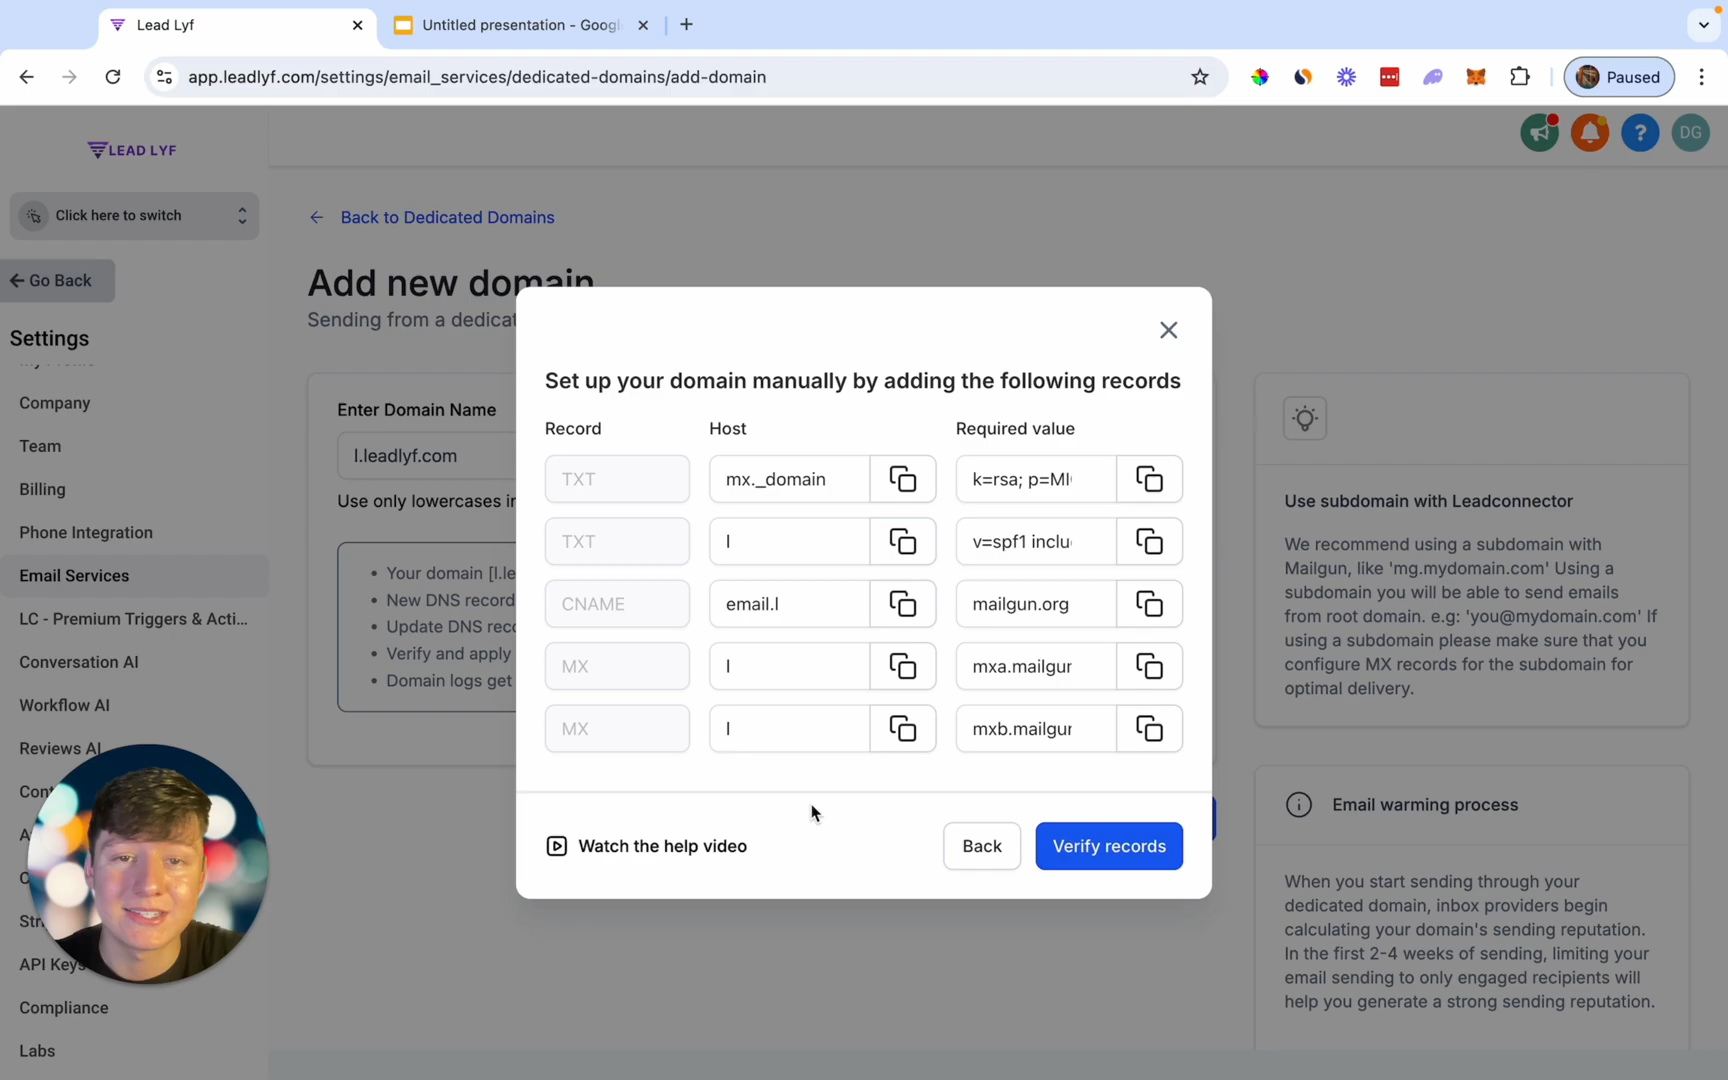 Lead Lyf
Untitled presentation - Googl
app.leadlyf.com/settings/email_services/dedicated-domains/add-domain
Paused
LEAD LYF
DG
Click here to switch
Back to Dedicated Domains
Go Back
Add new domain
Sending from a dedicat
Settings
My Profile
Company
Team
Billing
Phone Integration
Email Services
LC - Premium Triggers & Acti...
Conversation AI
Workflow AI
Reviews AI
Cont
API Keys
Compliance
Labs
Enter Domain Name
l.leadlyf.com
Use only lowercases in
Your domain [l.le
New DNS record
Update DNS reco
Verify and apply
Domain logs get
Set up your domain manually by adding the following records
Record Host Required value
TXT mx._domain k=rsa; p=MI
TXT l v=spf1 inclu
CNAME email.l mailgun.org
MX l mxa.mailgur
MX l mxb.mailgur
Watch the help video
Back
Verify records
Use subdomain with Leadconnector
We recommend using a subdomain with
Mailgun, like 'mg.mydomain.com' Using a
subdomain you will be able to send emails
from root domain. e.g: 'you@mydomain.com' If
using a subdomain please make sure that you
configure MX records for the subdomain for
optimal delivery.
Email warming process
When you start sending through your
dedicated domain, inbox providers begin
calculating your domain's sending reputation.
In the first 2-4 weeks of sending, limiting your
email sending to only engaged recipients will
help you generate a strong sending reputation.